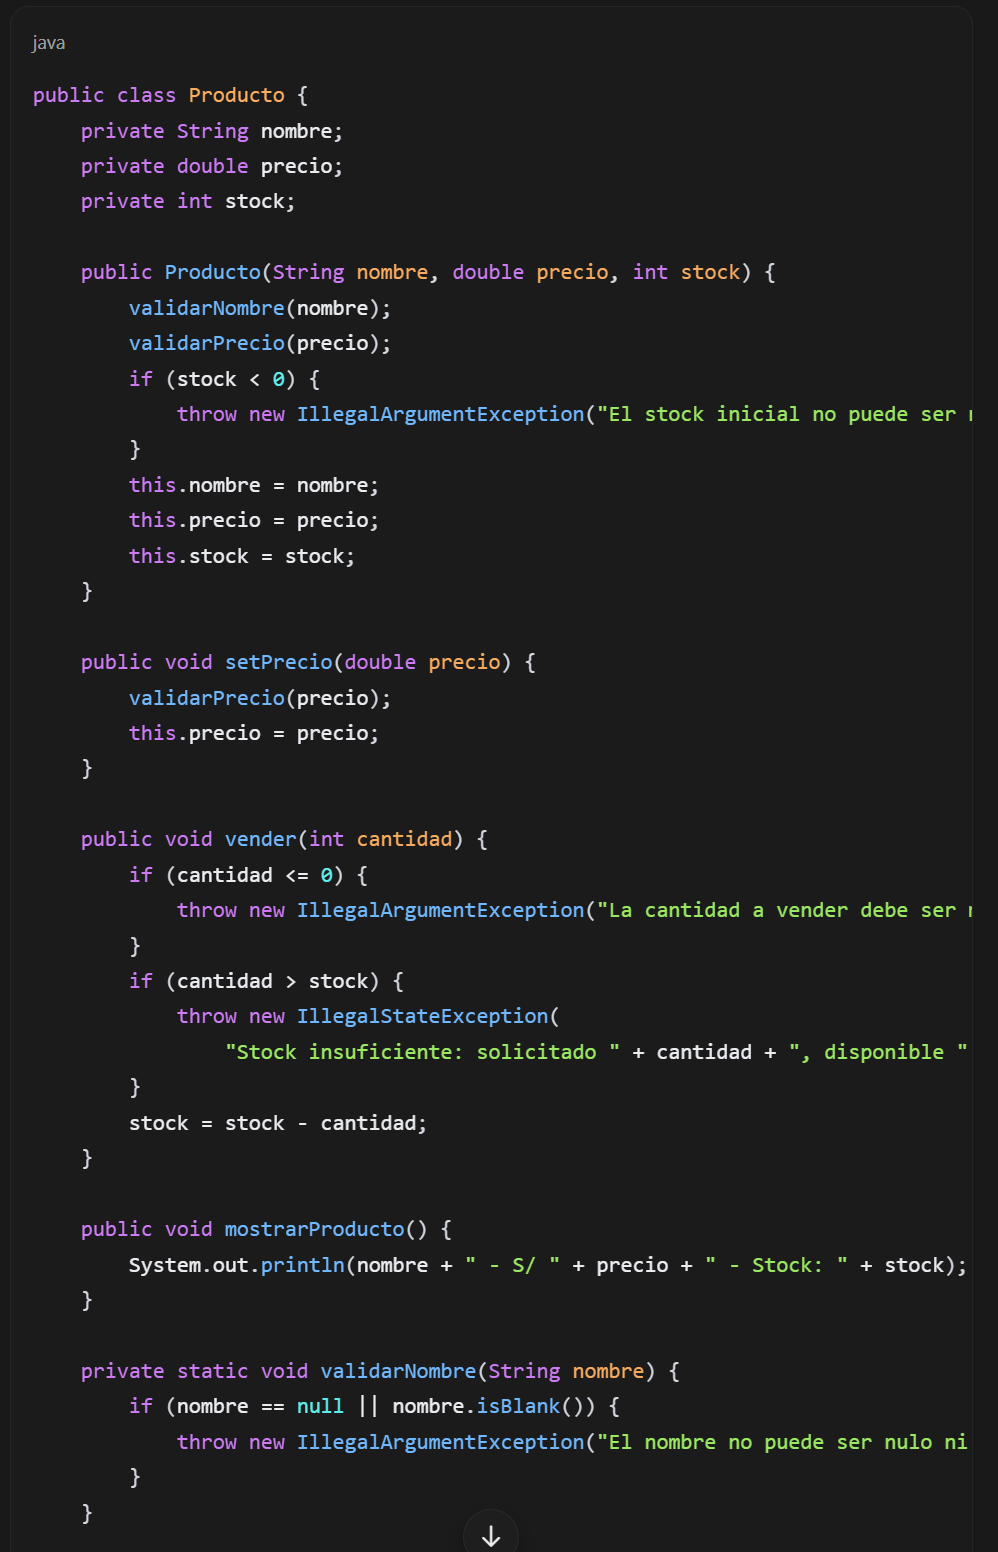 java
public class Producto {
    private String nombre;
    private double precio;
    private int stock;

    public Producto(String nombre, double precio, int stock) {
        validarNombre(nombre);
        validarPrecio(precio);
        if (stock < 0) {
            throw new IllegalArgumentException("El stock inicial no puede ser
        }
        this.nombre = nombre;
        this.precio = precio;
        this.stock = stock;
    }

    public void setPrecio(double precio) {
        validarPrecio(precio);
        this.precio = precio;
    }

    public void vender(int cantidad) {
        if (cantidad <= 0) {
            throw new IllegalArgumentException("La cantidad a vender debe ser
        }
        if (cantidad > stock) {
            throw new IllegalStateException(
                "Stock insuficiente: solicitado " + cantidad + ", disponible "
        }
        stock = stock - cantidad;
    }

    public void mostrarProducto() {
        System.out.println(nombre + " - S/ " + precio + " - Stock: " + stock);
    }

    private static void validarNombre(String nombre) {
        if (nombre == null || nombre.isBlank()) {
            throw new IllegalArgumentException("El nombre no puede ser nulo ni
        }
    }